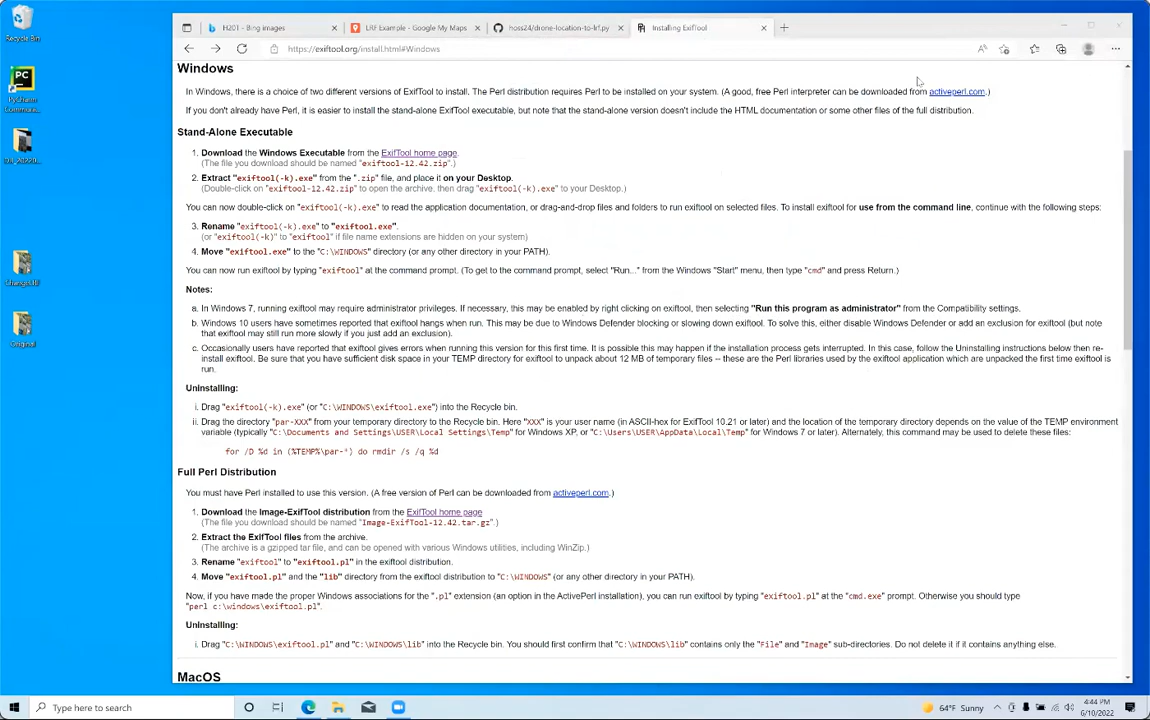 Recycle Bin
PyCharm
H201 - Bing images
LRF Example - Google My Maps
hoss24/drone-location-to-lrf.py
Installing ExifTool
https://exiftool.org/install.html#Windows
Windows
In Windows, there is a choice of two different versions of ExifTool to install. The Perl distribution requires Perl to be installed on your system. (A good, free Perl interpreter can be downloaded from activeperl.com.)
If you don't already have Perl, it is easier to install the stand-alone ExifTool executable, but note that the stand-alone version doesn't include the HTML documentation or some other files of the full distribution.
Stand-Alone Executable
1. Download the Windows Executable from the ExifTool home page.
(The file you download should be named "exiftool-12.42.zip".)
2. Extract "exiftool(-k).exe" from the ".zip" file, and place it on your Desktop.
(Double-click on "exiftool-12.42.zip" to open the archive, then drag "exiftool(-k).exe" to your Desktop.)
You can now double-click on "exiftool(-k).exe" to read the application documentation, or drag-and-drop files and folders to run exiftool on selected files. To install exiftool for use from the command line, continue with the following steps:
3. Rename "exiftool(-k).exe" to "exiftool.exe".
(or "exiftool(-k)" to "exiftool" if file name extensions are hidden on your system)
4. Move "exiftool.exe" to the "C:\WINDOWS" directory (or any other directory in your PATH).
You can now run exiftool by typing "exiftool" at the command prompt. (To get to the command prompt, select "Run..." from the Windows "Start" menu, then type "cmd" and press Return.)
Notes:
a. In Windows 7, running exiftool may require administrator privileges. If necessary, this may be enabled by right clicking on exiftool, then selecting "Run this program as administrator" from the Compatibility settings.
b. Windows 10 users have sometimes reported that exiftool hangs when run. This may be due to Windows Defender blocking or slowing down exiftool. To solve this, either disable Windows Defender or add an exclusion for exiftool (but note
that exiftool may still run more slowly if you just add an exclusion).
c. Occasionally users have reported that exiftool gives errors when running this version for this first time. It is possible this may happen if the installation process gets interrupted. In this case, follow the Uninstalling instructions below then re-
install exiftool. Be sure that you have sufficient disk space in your TEMP directory for exiftool to unpack about 12 MB of temporary files -- these are the Perl libraries used by the exiftool application which are unpacked the first time exiftool is
run.
Uninstalling:
i. Drag "exiftool(-k).exe" (or "C:\WINDOWS\exiftool.exe") into the Recycle bin.
ii. Drag the directory "par-XXX" from your temporary directory to the Recycle bin. Here "XXX" is your user name (in ASCII-hex for ExifTool 10.21 or later) and the location of the temporary directory depends on the value of the TEMP environment
variable (typically "C:\Documents and Settings\USER\Local Settings\Temp" for Windows XP, or "C:\Users\USER\AppData\Local\Temp" for Windows 7 or later). Alternately, this command may be used to delete these files:
for /D %d in (%TEMP%\par-*) do rmdir /s /q %d
Full Perl Distribution
You must have Perl installed to use this version. (A free version of Perl can be downloaded from activeperl.com.)
1. Download the Image-ExifTool distribution from the ExifTool home page
(The file you download should be named "Image-ExifTool-12.42.tar.gz".)
2. Extract the ExifTool files from the archive.
(The archive is a gzipped tar file, and can be opened with various Windows utilities, including WinZip.)
3. Rename "exiftool" to "exiftool.pl" in the exiftool distribution.
4. Move "exiftool.pl" and the "lib" directory from the exiftool distribution to "C:\WINDOWS" (or any other directory in your PATH).
Now, if you have made the proper Windows associations for the ".pl" extension (an option in the ActivePerl installation), you can run exiftool by typing "exiftool.pl" at the "cmd.exe" prompt. Otherwise you should type
"perl c:\windows\exiftool.pl".
Uninstalling:
i. Drag "C:\WINDOWS\exiftool.pl" and "C:\WINDOWS\lib" into the Recycle bin. You should first confirm that "C:\WINDOWS\lib" contains only the "File" and "Image" sub-directories. Do not delete it if it contains anything else.
MacOS
Original
Type here to search
64°F Sunny
4:44 PM
6/10/2022